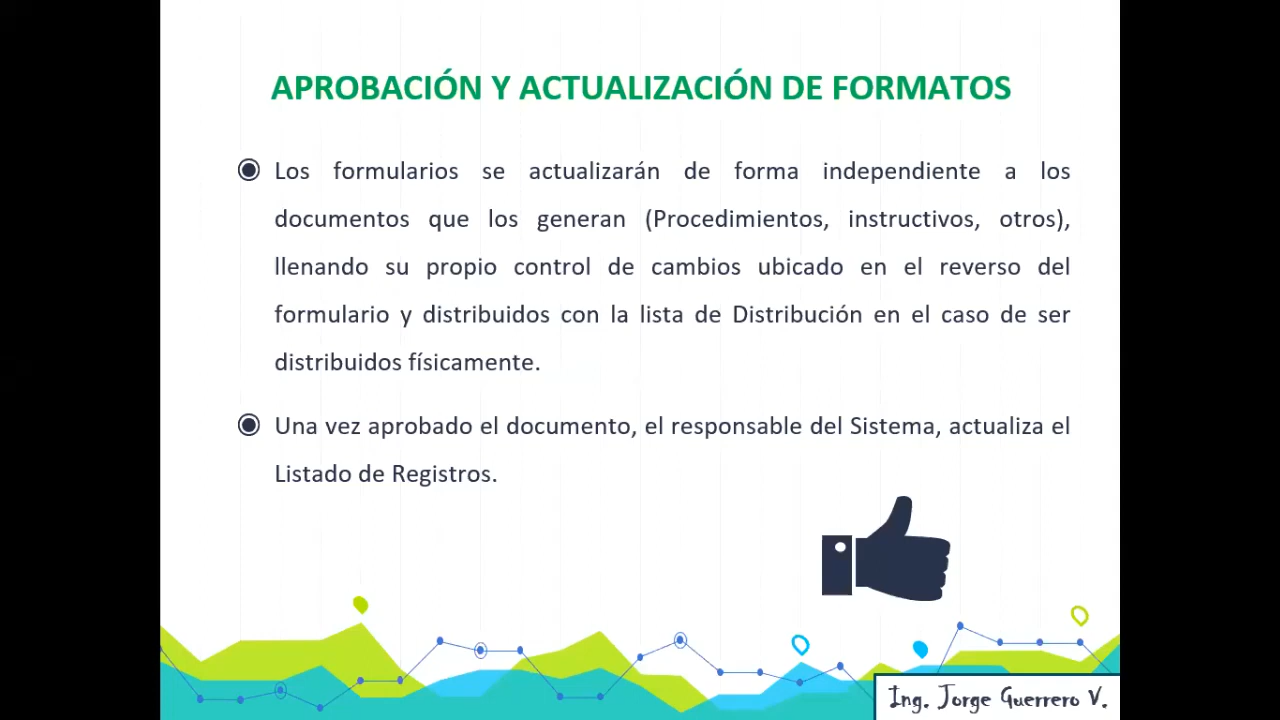 APROBACIÓN Y ACTUALIZACIÓN DE FORMATOS
Los formularios se actualizarán de forma independiente a los
documentos que los generan (Procedimientos, instructivos, otros),
llenando su propio control de cambios ubicado en el reverso del
formulario y distribuidos con la lista de Distribución en el caso de ser
distribuidos físicamente.
Una vez aprobado el documento, el responsable del Sistema, actualiza el
Listado de Registros.
Ing. Jorge Guerrero V.